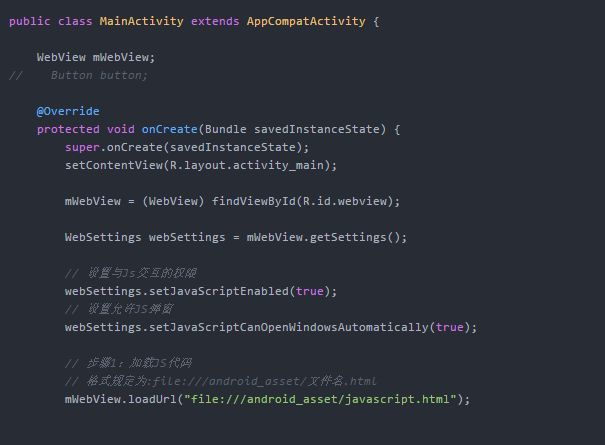 public class MainActivity extends AppCompatActivity {
WebView mWebView;
//    Button button;
@Override
protected void onCreate(Bundle savedInstanceState) {
super.onCreate(savedInstanceState);
setContentView(R.layout.activity_main);
mWebView = (WebView) findViewById(R.id.webview);
WebSettings webSettings = mWebView.getSettings();
// 设置与Js交互的权限
webSettings.setJavaScriptEnabled(true);
// 设置允许JS弹窗
webSettings.setJavaScriptCanOpenWindowsAutomatically(true);
// 步骤1：加载JS代码
// 格式规定为:file:///android_asset/文件名.html
mWebView.loadUrl("file:///android_asset/javascript.html");